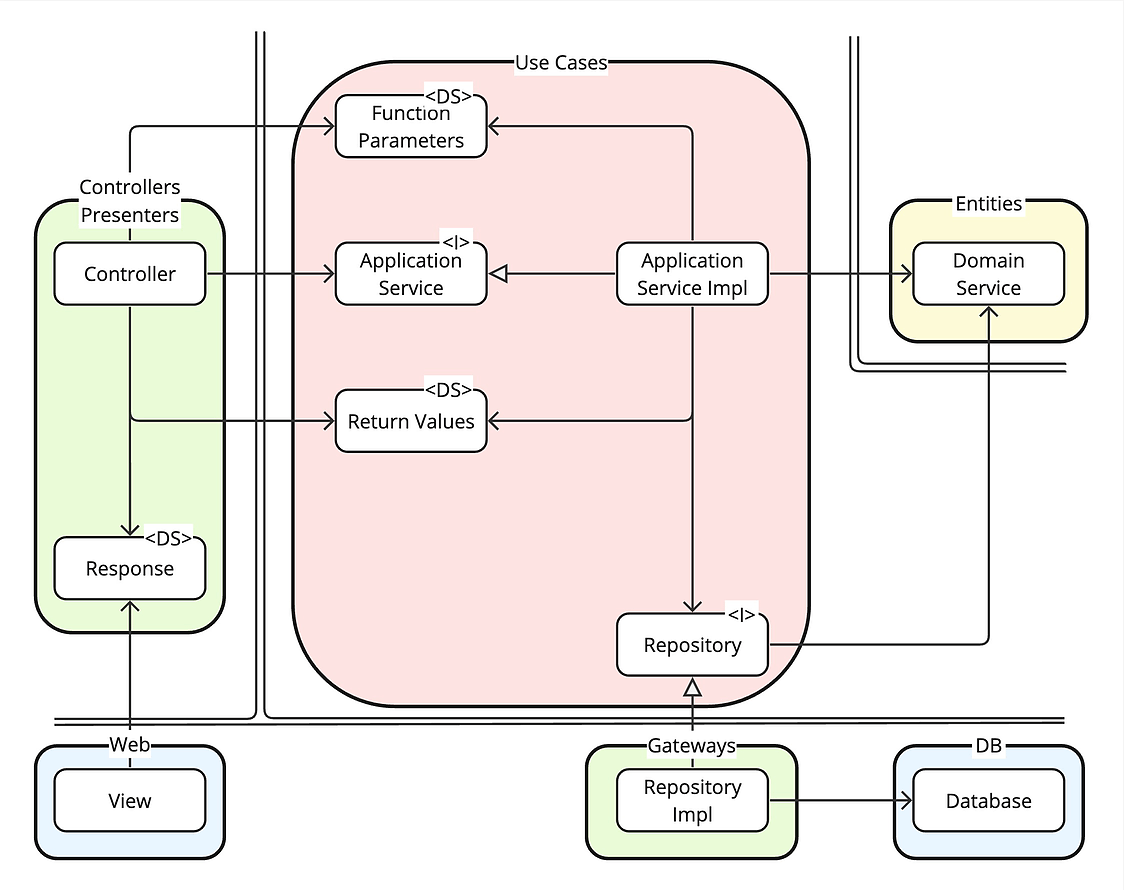 Use Cases
<DS>
Function
Parameters
Controllers
Presenters
Controller
<I>
Application
Service
Application
Service Impl
Entities
Domain
Service
<DS>
Return Values
<DS>
Response
<I>
Repository
Web
View
Gateways
Repository
Impl
DB
Database